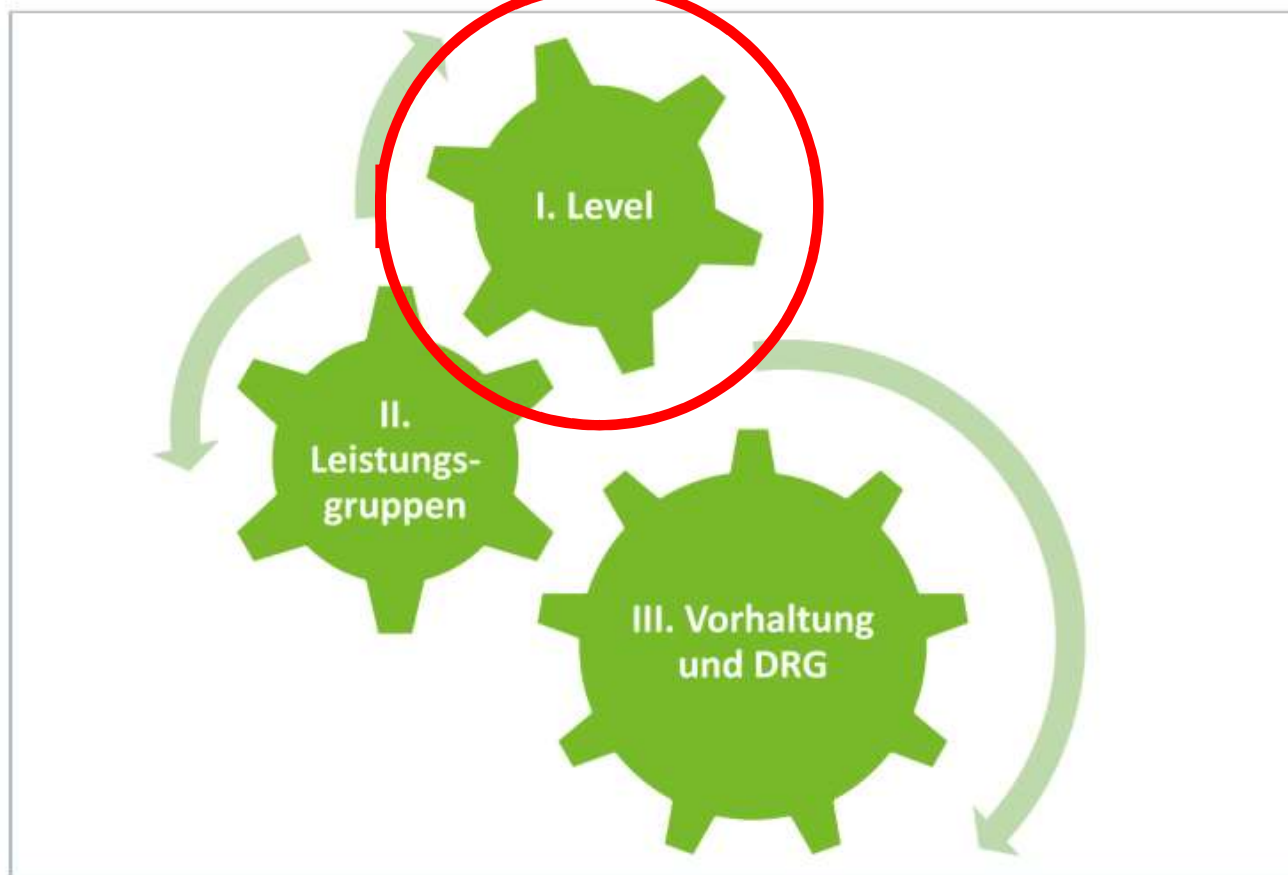 I. Level
II.
Leistungs-
gruppen
III. Vorhaltung
und DRG